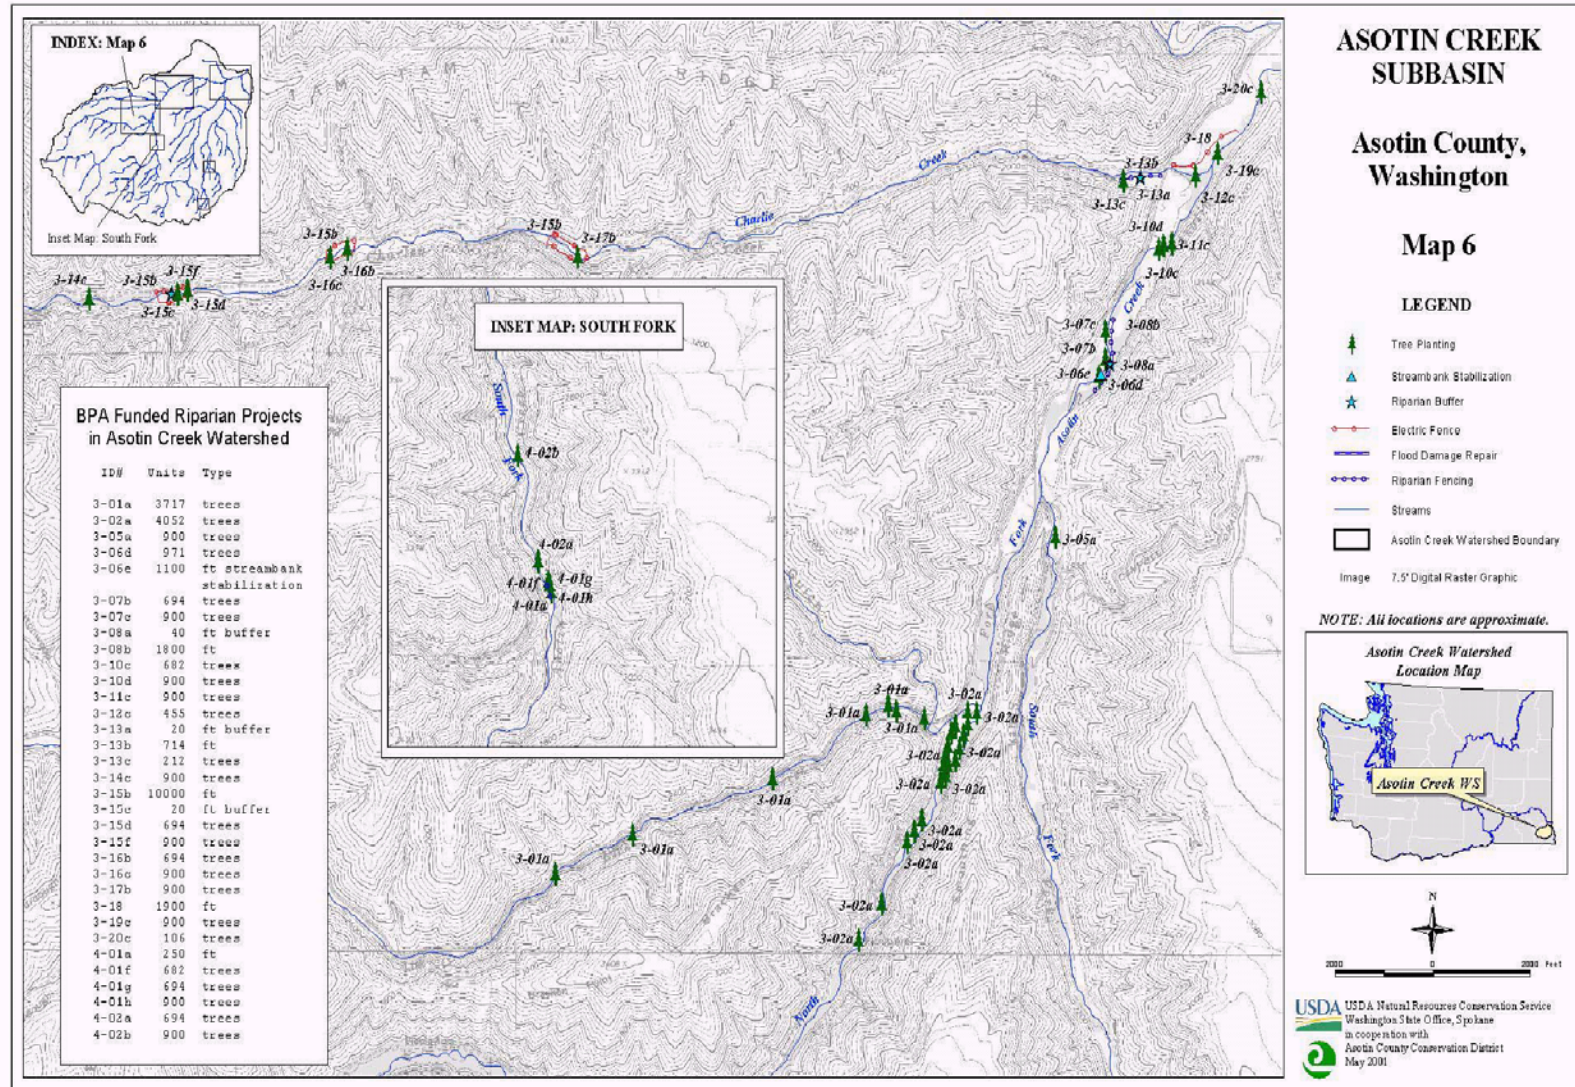 INDEX: Map 6
Inset Map: South Fork
ASOTIN CREEK
SUBBASIN
Asotin County,
Washington
Map 6
LEGEND
Tree Planting
Streambank Stabilization
Riparian Buffer
Electric Fence
Flood Damage Repair
Riparian Fencing
Streams
Asotin Creek Watershed Boundary
Image 7.5' Digital Raster Graphic
NOTE: All locations are approximate.
Asotin Creek Watershed
Location Map
Asotin Creek WS
N
2000 0 2000 Feet
USDA
USDA Natural Resources Conservation Service
Washington State Office, Spokane
in cooperation with
Asotin County Conservation District
May 2001
BPA Funded Riparian Projects
in Asotin Creek Watershed
ID# Units Type
3-01a 3717 trees
3-02a 4052 trees
3-05a 900 trees
3-06d 971 trees
3-06e 1100 ft streambank
stabilization
3-07b 694 trees
3-07c 900 trees
3-08a 40 ft buffer
3-08b 1800 ft
3-10c 682 trees
3-10d 900 trees
3-11c 900 trees
3-12c 455 trees
3-13a 20 ft buffer
3-13b 714 ft
3-13c 212 trees
3-14c 900 trees
3-15b 10000 ft
3-15c 20 ft buffer
3-15d 694 trees
3-15f 900 trees
3-16b 694 trees
3-16c 900 trees
3-17b 900 trees
3-18 1900 ft
3-19c 900 trees
3-20c 106 trees
4-01a 250 ft
4-01f 682 trees
4-01g 694 trees
4-01h 900 trees
4-02a 694 trees
4-02b 900 trees
INSET MAP: SOUTH FORK
South
Fork
4-02b
4-02a
4-01f
4-01g
4-01a
4-01h
3-14c
3-15b
3-15f
3-15c
3-15d
3-15b
3-16c
3-16b
3-15b
3-17b
Charlie
Creek
3-20c
3-18
3-19c
3-13b
3-13a
3-13c
3-12c
3-10d
3-11c
3-10c
Creek
3-07c
3-08b
3-07b
3-08a
3-06e
3-06d
Asotin
Fork
3-05a
3-01a
3-02a
3-01a
3-01a
3-02a
3-02a
3-02a
3-02a
3-02a
3-01a
3-01a
3-01a
3-02a
3-02a
3-02a
3-02a
3-02a
South
Fork
North
RIDGE